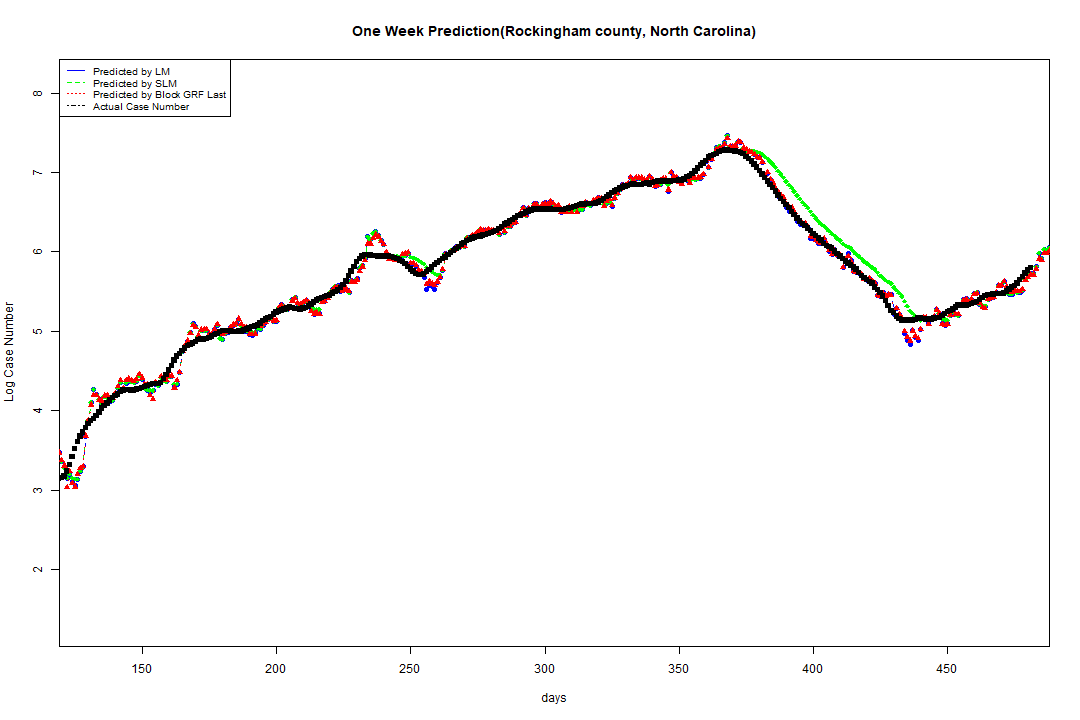 One Week Prediction(Rockingham county, North Carolina)
Predicted by LM
Predicted by SLM
Predicted by Block GRF Last
Actual Case Number
8
7
6
5
4
3
2
Log Case Number
150 200 250 300 350 400 450
days